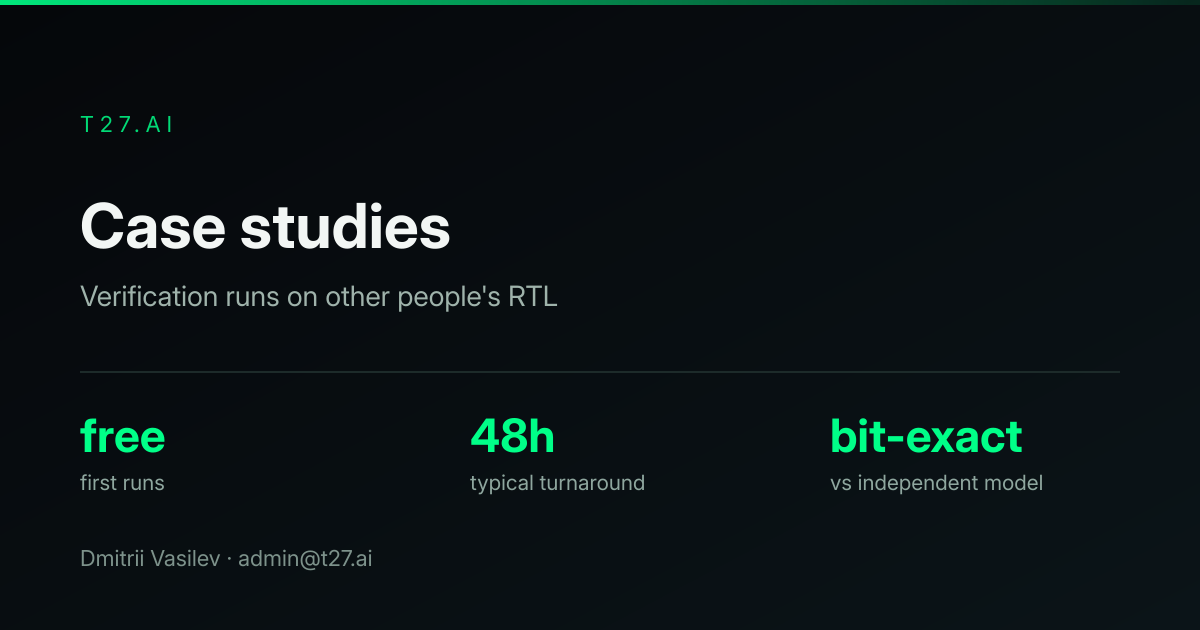 T27.AI
Case studies
Verification runs on other people's RTL
free
first runs
48h
typical turnaround
bit-exact
vs independent model
Dmitrii Vasilev · admin@t27.ai